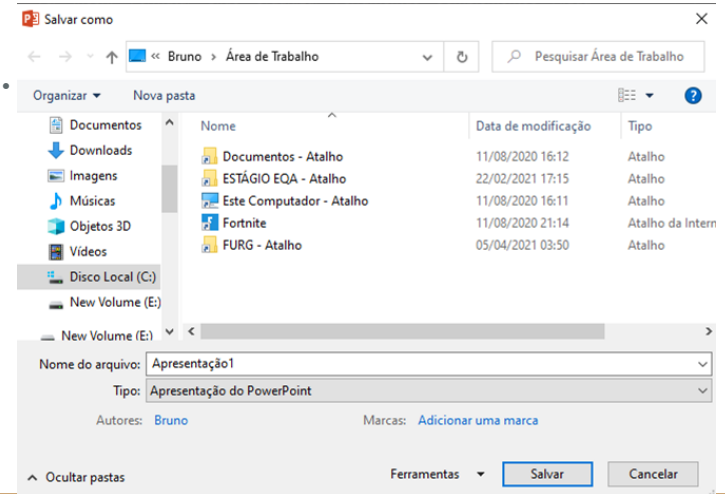 Salvar como
« Bruno › Área de Trabalho
Pesquisar Área de Trabalho
Organizar
Nova pasta
Documentos
Downloads
Imagens
Músicas
Objetos 3D
Vídeos
Disco Local (C:)
New Volume (E:)
New Volume (E:)
Nome Data de modificação Tipo
Documentos - Atalho 11/08/2020 16:12 Atalho
ESTÁGIO EQA - Atalho 22/02/2021 17:15 Atalho
Este Computador - Atalho 11/08/2020 16:11 Atalho
Fortnite 11/08/2020 21:14 Atalho da Intern
FURG - Atalho 05/04/2021 03:50 Atalho
Nome do arquivo: Apresentação1
Tipo: Apresentação do PowerPoint
Autores: Bruno Marcas: Adicionar uma marca
Ocultar pastas Ferramentas Salvar Cancelar